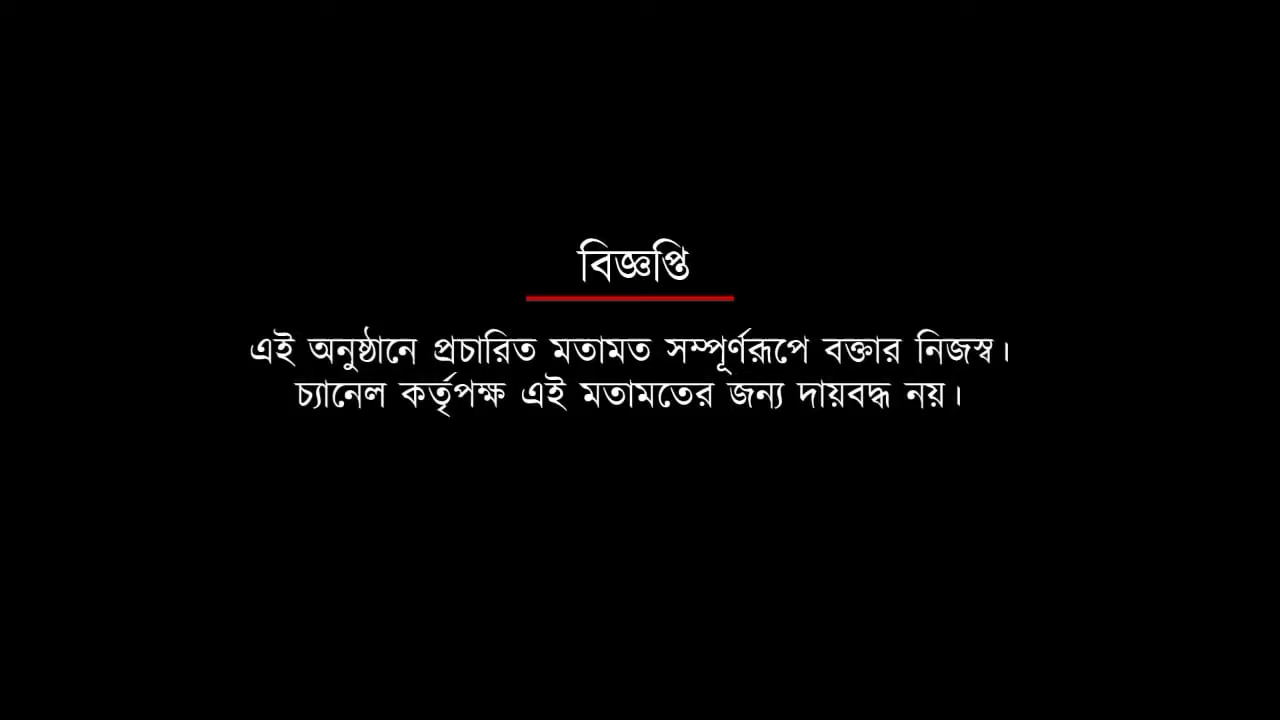 বিজ্ঞপ্তি
এই অনুষ্ঠানে প্রচারিত মতামত সম্পূর্ণরূপে বক্তার নিজস্ব।
চ্যানেল কর্তৃপক্ষ এই মতামতের জন্য দায়বদ্ধ নয়।